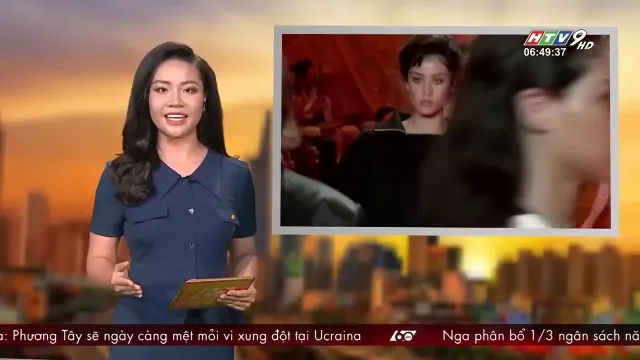 HTV9 HD
06:49:37
a: Phương Tây sẽ ngày càng mệt mỏi vì xung đột tại Ucraina
Nga phân bổ 1/3 ngân sách nă